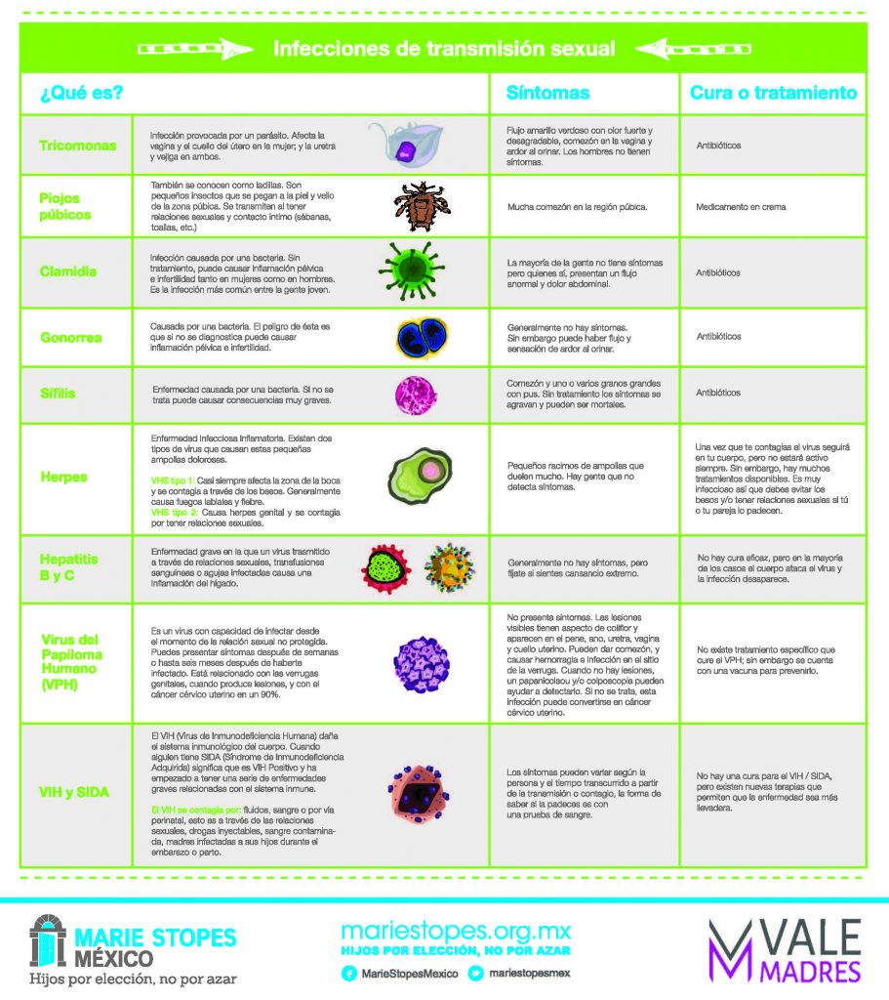 Infecciones de transmisión sexual
¿Qué es?
Síntomas
Cura o tratamiento
Tricomonas
Infección provocada por un parásito. Afecta la
vagina y el cuello del útero en la mujer; y la uretra
y vejiga en ambos.
Flujo amarillo verdoso con olor fuerte y
desagradable, comezón en la vagina y
ardor al orinar. Los hombres no tienen
síntomas.
Antibióticos
Piojos
púbicos
También se conocen como ladillas. Son
pequeños insectos que se pegan a la piel y vello
de la zona púbica. Se transmiten al tener
relaciones sexuales y contacto íntimo (sábanas,
toallas, etc.)
Mucha comezón en la región púbica.
Medicamento en crema
Clamidia
Infección causada por una bacteria. Sin
tratamiento, puede causar inflamación pélvica
e infertilidad tanto en mujeres como en hombres.
Es la infección más común entre la gente joven.
La mayoría de la gente no tiene síntomas
pero quienes sí, presentan un flujo
anormal y dolor abdominal.
Antibióticos
Gonorrea
Causada por una bacteria. El peligro de ésta es
que si no se diagnostica puede causar
inflamación pélvica e infertilidad.
Generalmente no hay síntomas.
Sin embargo puede haber flujo y
sensación de ardor al orinar.
Antibióticos
Sífilis
Enfermedad causada por una bacteria. Si no se
trata puede causar consecuencias muy graves.
Comezón y uno o varios granos grandes
con pus. Sin tratamiento los síntomas se
agravan y pueden ser mortales.
Antibióticos
Herpes
Enfermedad infecciosa inflamatoria. Existen dos
tipos de virus que causan estas pequeñas
ampollas dolorosas.
VHS tipo 1: Casi siempre afecta la zona de la boca
y se contagia a través de los besos. Generalmente
causa fuegos labiales y fiebre.
VHS tipo 2: Causa herpes genital y se contagia
por tener relaciones sexuales.
Pequeños racimos de ampollas que
duelen mucho. Hay gente que no
detecta síntomas.
Una vez que te contagias el virus seguirá
en tu cuerpo, pero no estará activo
siempre. Sin embargo, hay muchos
tratamientos disponibles. Es muy
infeccioso así que debes evitar los
besos y/o tener relaciones sexuales si tú
o tu pareja lo padecen.
Hepatitis
B y C
Enfermedad grave en la que un virus trasmitido
a través de relaciones sexuales, transfusiones
sanguíneas o agujas infectadas causa una
inflamación del hígado.
Generalmente no hay síntomas, pero
fíjate si sientes cansancio extremo.
No hay cura eficaz, pero en la mayoría
de los casos el cuerpo ataca el virus y
la infección desaparece.
Virus del
Papiloma
Humano
(VPH)
Es un virus con capacidad de infectar desde
el momento de la relación sexual no protegida.
Puedes presentar síntomas después de semanas
o hasta seis meses después de haberte
infectado. Está relacionado con las verrugas
genitales, cuando produce lesiones, y con el
cáncer cérvico uterino en un 90%.
No presenta síntomas. Las lesiones
visibles tienen aspecto de coliflor y
aparecen en el pene, ano, uretra, vagina
y cuello uterino. Pueden dar comezón, y
causar hemorragia e infección en el sitio
de la verruga. Cuando no hay lesiones,
un papanicolaou y/o colposcopía pueden
ayudar a detectarlo. Si no se trata, esta
infección puede convertirse en cáncer
cérvico uterino.
No existe tratamiento específico que
cure el VPH; sin embargo se cuenta
con una vacuna para prevenirlo.
VIH y SIDA
El VIH (Virus de Inmunodeficiencia Humana) daña
el sistema inmunológico del cuerpo. Cuando
alguien tiene SIDA (Síndrome de Inmunodeficiencia
Adquirida) significa que es VIH Positivo y ha
empezado a tener una serie de enfermedades
graves relacionadas con el sistema inmune.
El VIH se contagia por: fluidos, sangre o por vía
perinatal, esto es a través de las relaciones
sexuales, drogas inyectables, sangre contamina-
da, madres infectadas a sus hijos durante el
embarazo o parto.
Los síntomas pueden variar según la
persona y el tiempo transcurrido a partir
de la transmisión o contagio, la forma de
saber si la padeces es con
una prueba de sangre.
No hay una cura para el VIH / SIDA,
pero existen nuevas terapias que
permiten que la enfermedad sea más
llevadera.
MARIE STOPES
MÉXICO
Hijos por elección, no por azar
mariestopes.org.mx
HIJOS POR ELECCIÓN, NO POR AZAR
MarieStopesMexico
mariestopesmex
VALE
MADRES